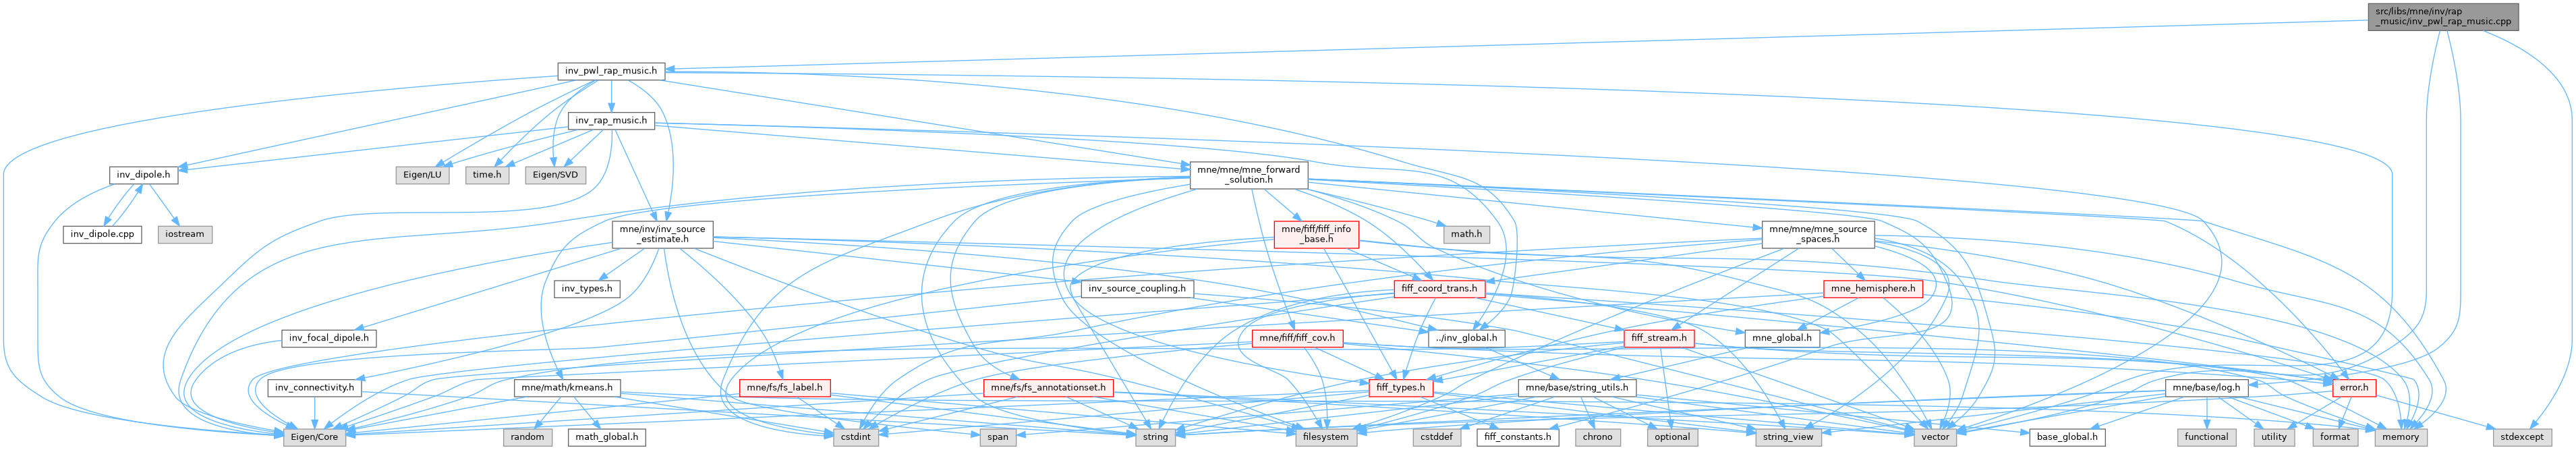 src/libs/mne/inv/rap
_music/inv_pwl_rap_music.cpp
inv_pwl_rap_music.h
inv_rap_music.h
inv_dipole.h
Eigen/LU
time.h
Eigen/SVD
mne/mne/mne_forward
_solution.h
inv_dipole.cpp
iostream
mne/inv/inv_source
_estimate.h
mne/fiff/fiff_info
_base.h
math.h
mne/mne/mne_source
_spaces.h
inv_types.h
inv_source_coupling.h
fiff_coord_trans.h
mne_hemisphere.h
inv_focal_dipole.h
mne/fiff/fiff_cov.h
../inv_global.h
fiff_stream.h
mne_global.h
inv_connectivity.h
mne/math/kmeans.h
mne/fs/fs_label.h
mne/fs/fs_annotationset.h
fiff_types.h
mne/base/string_utils.h
mne/base/log.h
error.h
Eigen/Core
random
math_global.h
cstdint
span
string
filesystem
cstddef
fiff_constants.h
chrono
optional
string_view
vector
base_global.h
functional
utility
format
memory
stdexcept